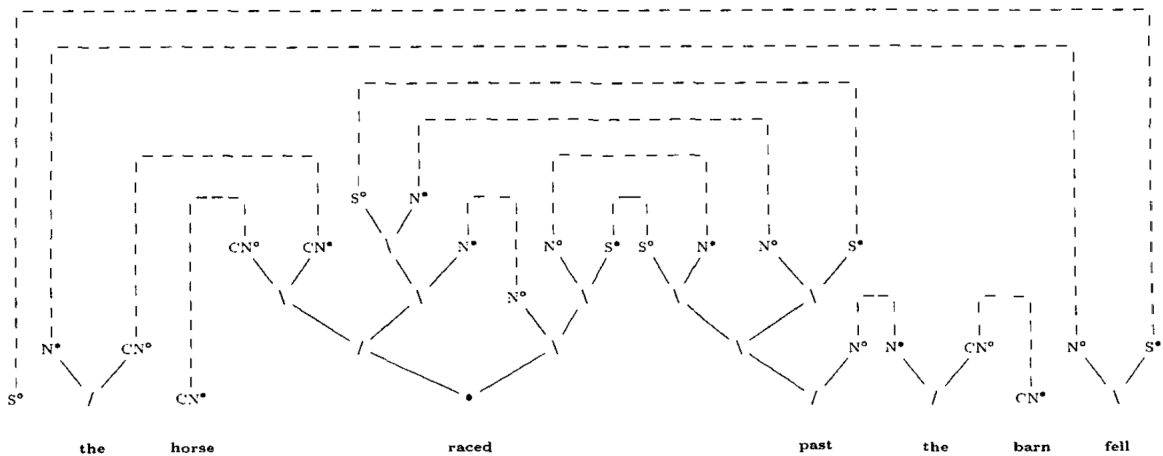 S° N•
CN° CN• \ N• N° S• S° N• N° S•
\ \ N° \ \ \
N• CN° / \ \ N° N• CN° N° S•
S° / CN• • / / CN• \
the horse raced past the barn fell